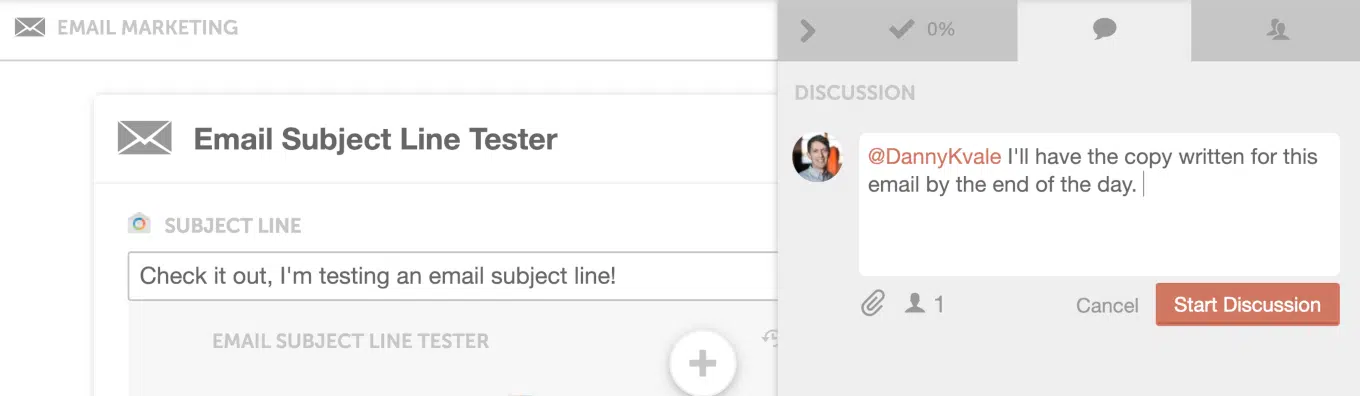 EMAIL MARKETING
Email Subject Line Tester
SUBJECT LINE
Check it out, I'm testing an email subject line!
EMAIL SUBJECT LINE TESTER
0%
DISCUSSION
@DannyKvale I'll have the copy written for this
email by the end of the day.
1
Cancel
Start Discussion